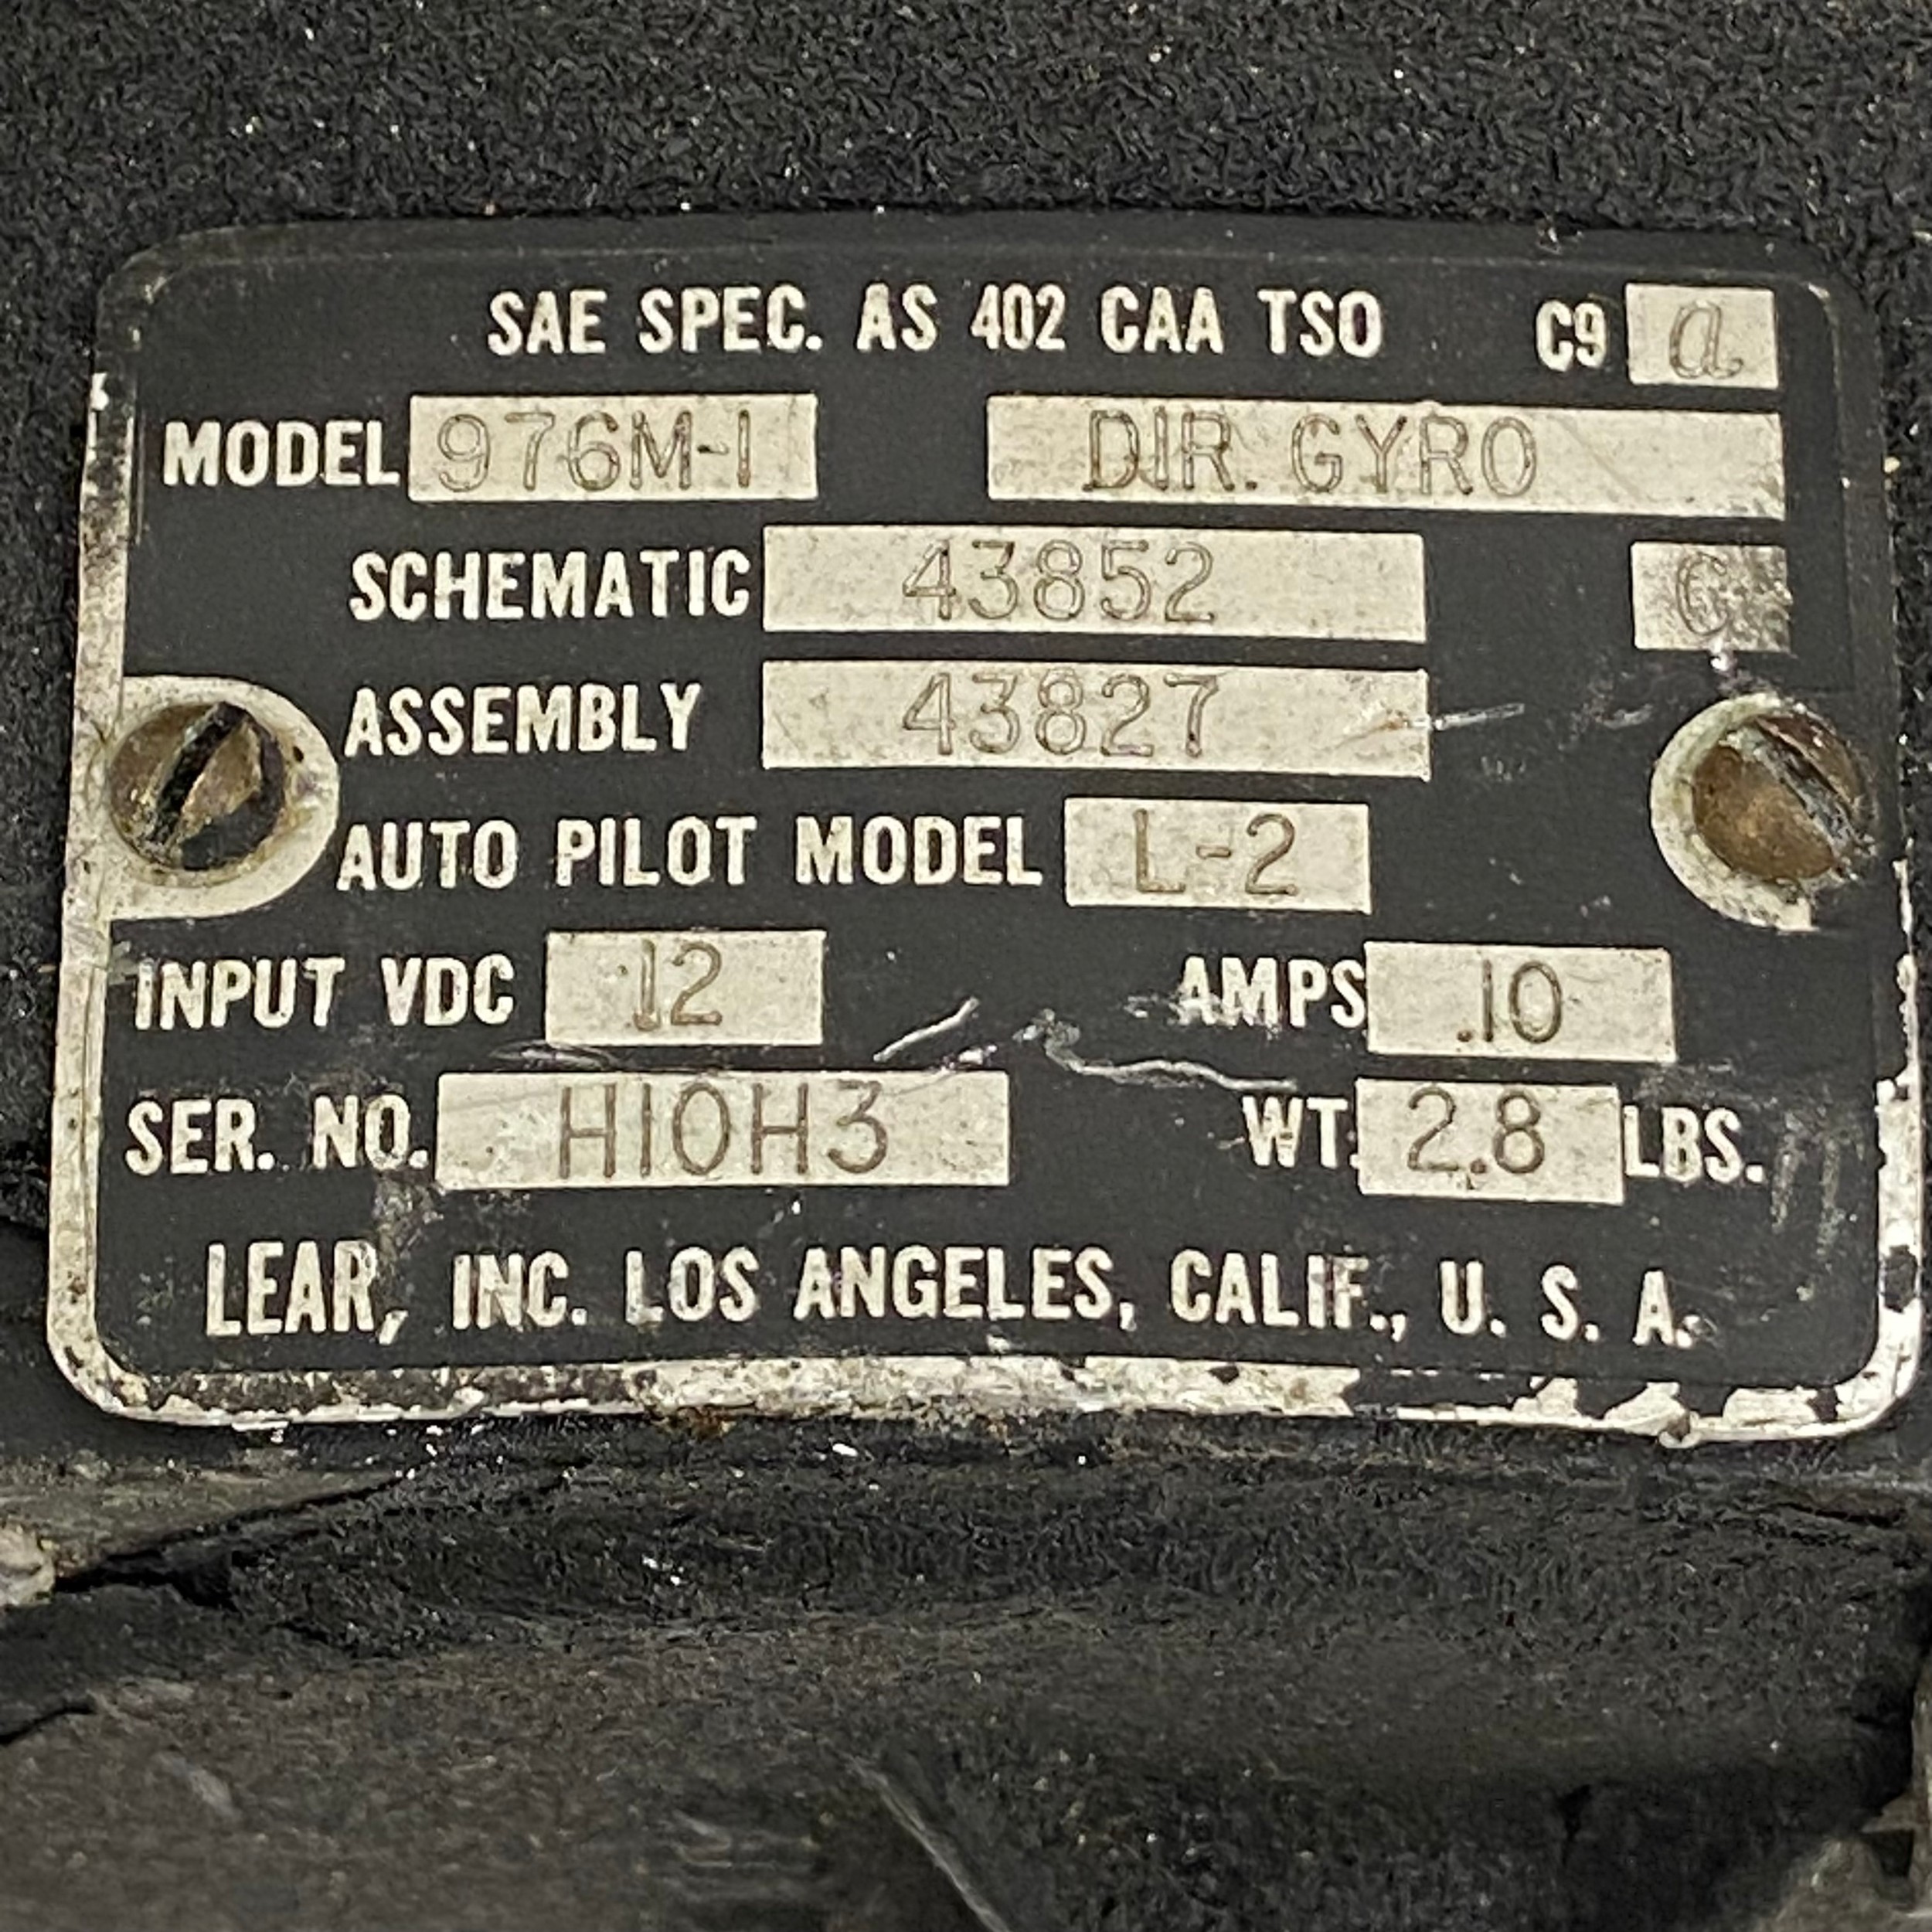 SAE SPEC. AS 402 CAA TSO C9 a
MODEL 976M-1 DIR. GYRO
SCHEMATIC 43852 G
ASSEMBLY 43827
AUTO PILOT MODEL L-2
INPUT VDC 12 AMPS .10
SER. NO. H10H3 WT. 2.8 LBS.
LEAR, INC. LOS ANGELES, CALIF., U. S. A.